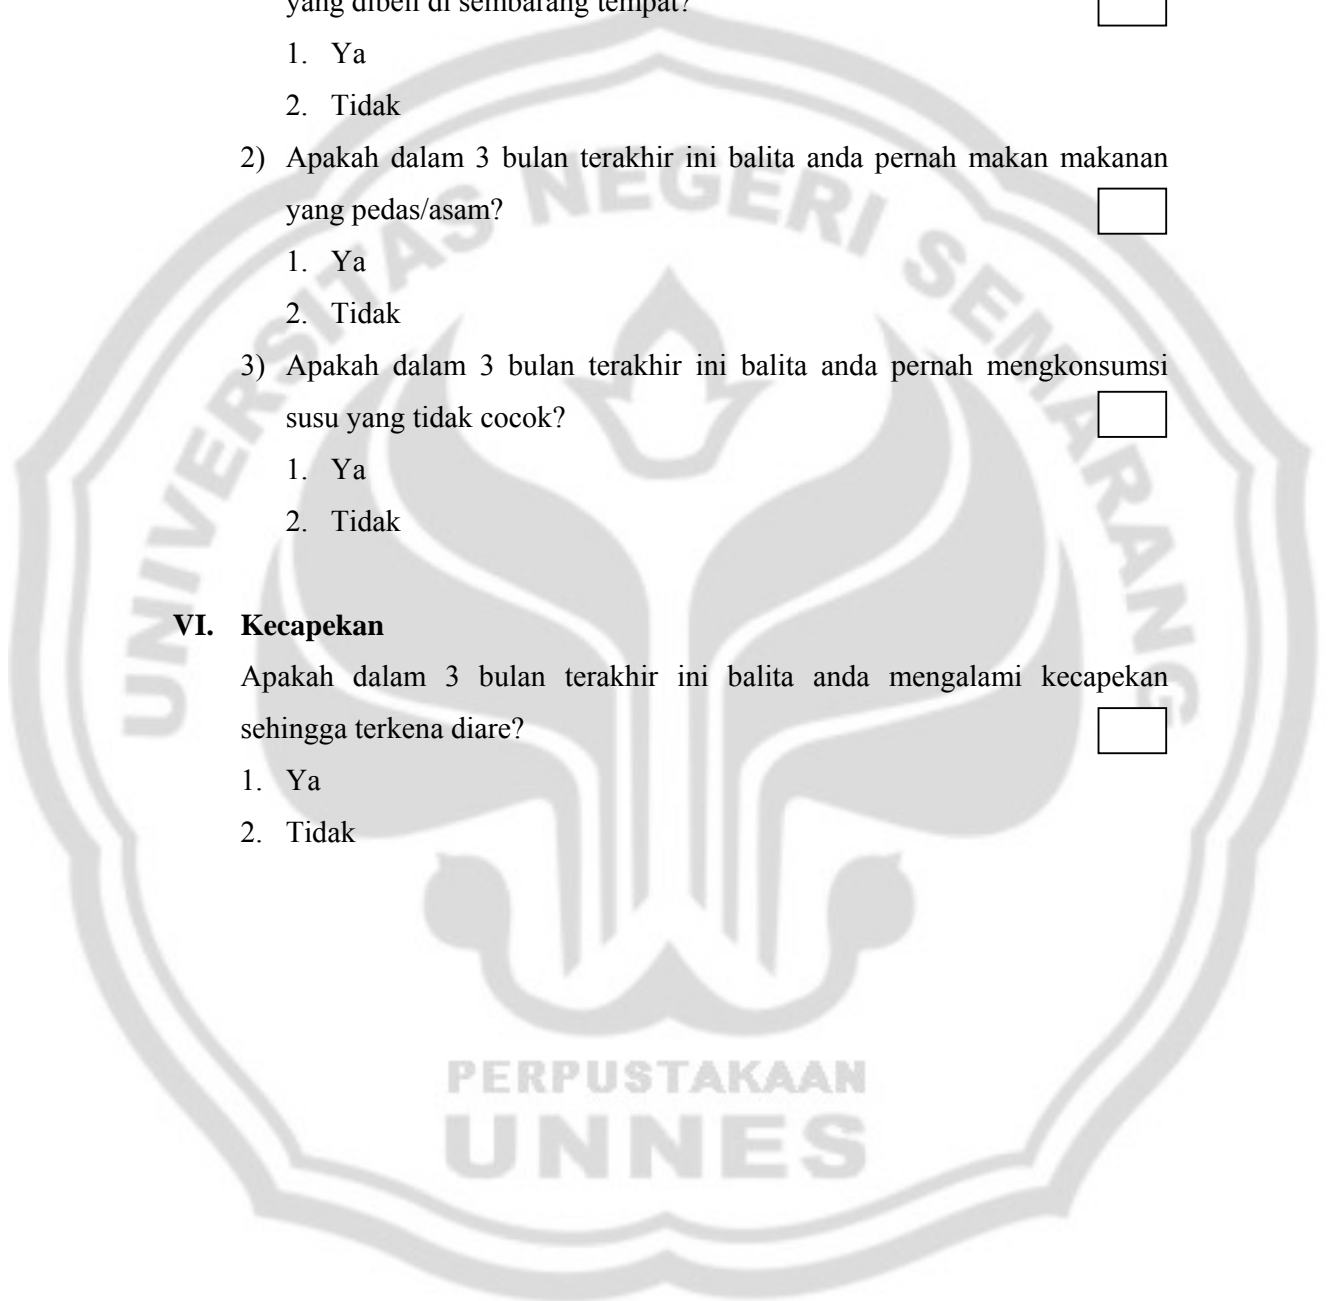 yang dibeli di sembarang tempat?
1. Ya
2. Tidak
2) Apakah dalam 3 bulan terakhir ini balita anda pernah makan makanan
yang pedas/asam?
1. Ya
2. Tidak
3) Apakah dalam 3 bulan terakhir ini balita anda pernah mengkonsumsi
susu yang tidak cocok?
1. Ya
2. Tidak
VI. Kecapekan
Apakah dalam 3 bulan terakhir ini balita anda mengalami kecapekan
sehingga terkena diare?
1. Ya
2. Tidak
UNIVERSITAS NEGERI SEMARANG
PERPUSTAKAAN
UNNES